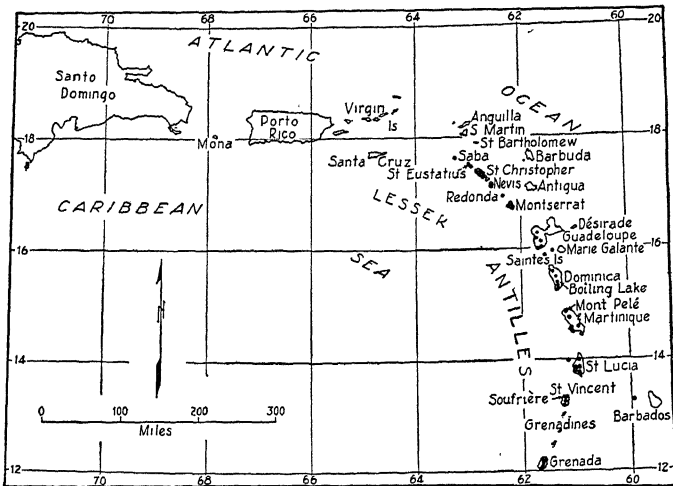 70 68 66 64 62 60
20 20
ATLANTIC
OCEAN
Santo
Domingo
Porto
Rico
Mona
Virgin
Is
Anguilla
S Martin
St Bartholomew
18 18
Santa Cruz
Saba
Barbuda
St Eustatius
St Christopher
Nevis
Antigua
Redonda
Montserrat
CARIBBEAN
SEA
LESSER
ANTILLES
Désirade
Guadeloupe
16 16
Marie Galante
Saintes Is
Dominica
Boiling Lake
Mont Pelé
Martinique
N
14 14
St Lucia
St Vincent
Soufrière
Barbados
Grenadines
Grenada
0 100 200 300
Miles
12 12
70 68 66 64 62 60